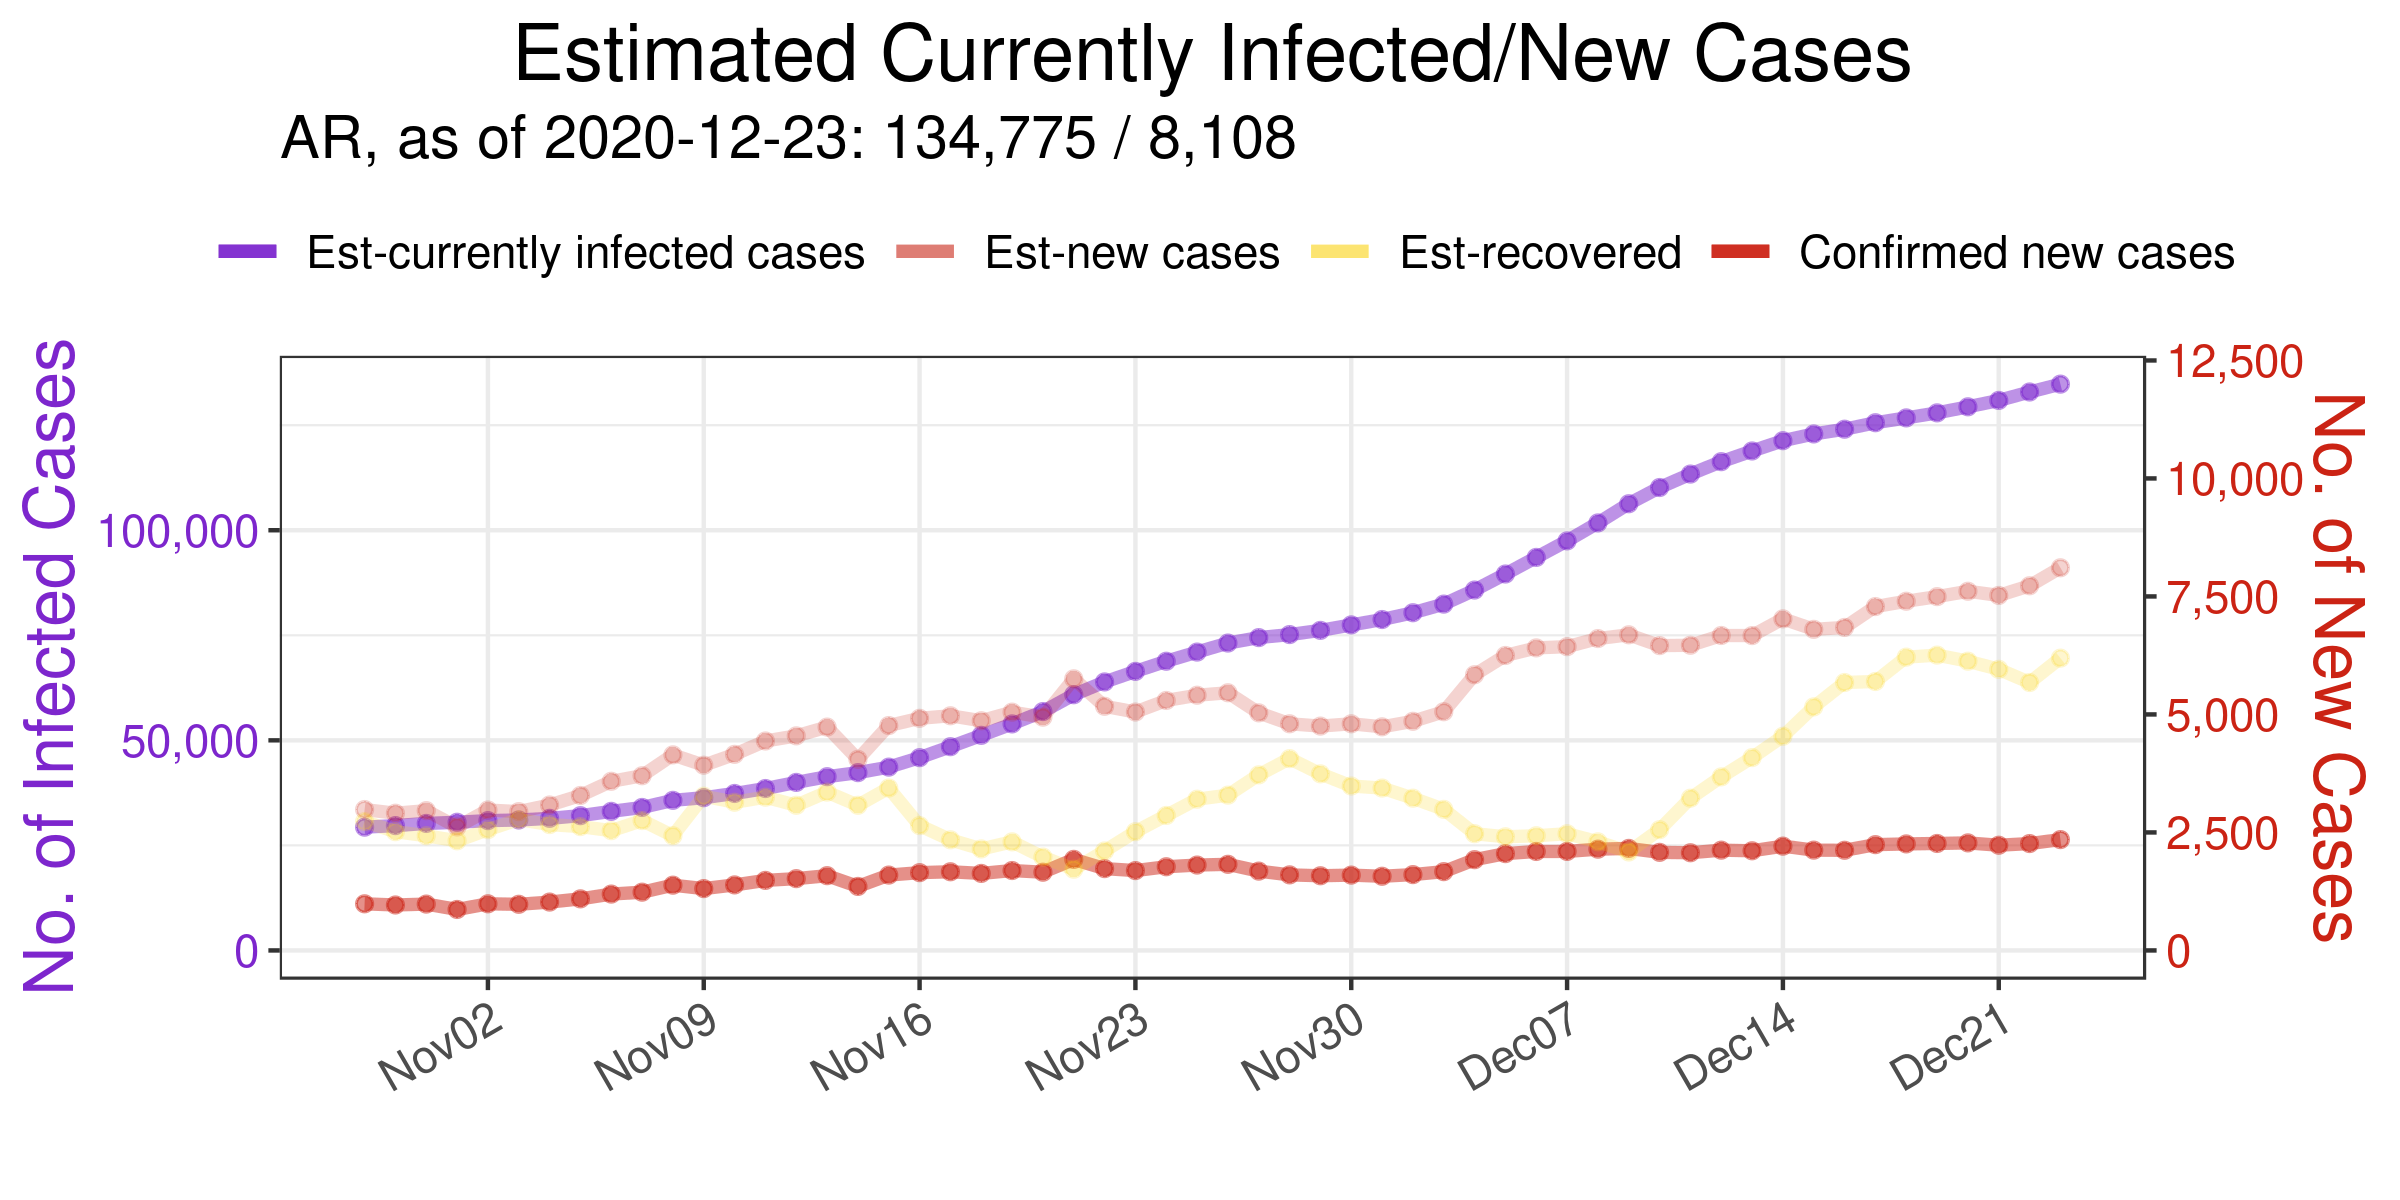 Estimated Currently Infected/New Cases
AR, as of 2020-12-23: 134,775 / 8,108
Est-currently infected cases
Est-new cases
Est-recovered
Confirmed new cases
No. of Infected Cases
100,000
50,000
0
12,500
10,000
7,500
5,000
2,500
0
No. of New Cases
Nov02
Nov09
Nov16
Nov23
Nov30
Dec07
Dec14
Dec21